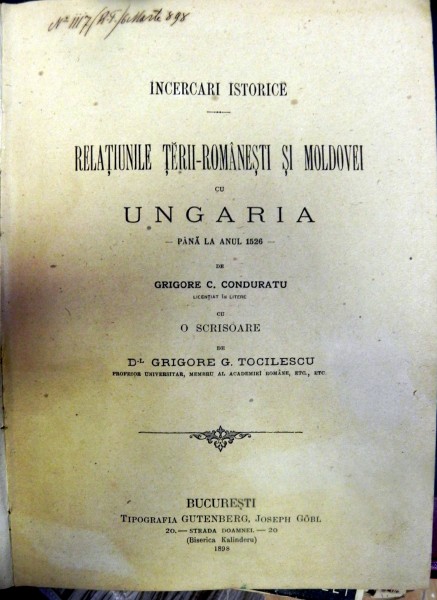 INCERCARI ISTORICE
RELAȚIUNILE ȚĔRII-ROMÂNEȘTI ȘI MOLDOVEI
CU
UNGARIA
— PÂNĂ LA ANUL 1526 —
DE
GRIGORE C. CONDURATU
LICENȚIAT ÎN LITERE
CU
O SCRISOARE
DE
D-L GRIGORE G. TOCILESCU
PROFESOR UNIVERSITAR, MEMBRU AL ACADEMIEĬ ROMÂNE, ETC., ETC.
BUCUREȘTI
TIPOGRAFIA GUTENBERG, JOSEPH GÖBL
20. — STRADA DOAMNEI — 20
(Biserica Kalinderu)
1898